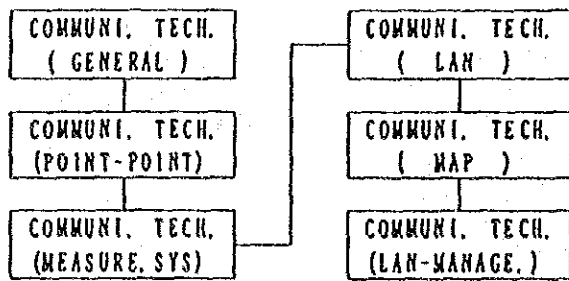 COMMUNI. TECH.
( GENERAL )
COMMUNI. TECH.
(POINT-POINT)
COMMUNI. TECH.
(MEASURE.SYS)
COMMUNI. TECH.
( LAN )
COMMUNI. TECH.
( MAP )
COMMUNI. TECH.
(LAN-MANAGE.)